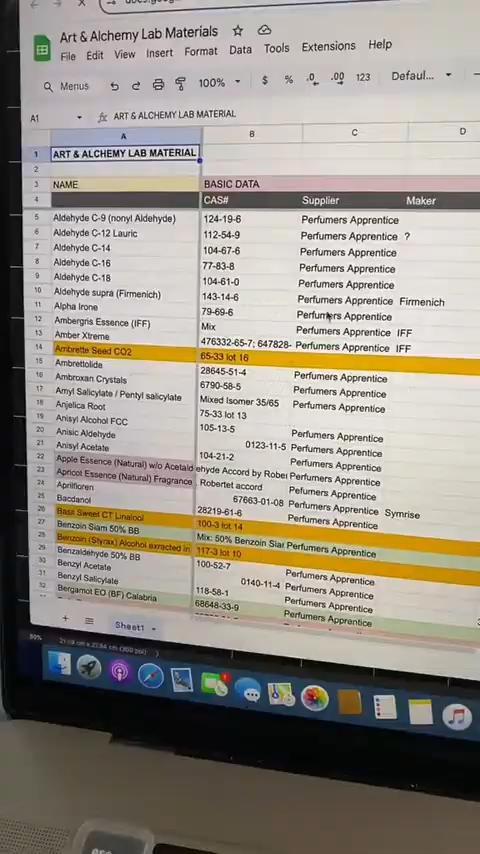 Art & Alchemy Lab Materials
File Edit View Insert Format Data Tools Extensions Help
Menus 100% $ % .0 .00 123 Defaul...
A1 fx ART & ALCHEMY LAB MATERIAL
A B C D
1 ART & ALCHEMY LAB MATERIAL
2
3 NAME BASIC DATA
4 CAS# Supplier Maker
5 Aldehyde C-9 (nonyl Aldehyde) 124-19-6 Perfumers Apprentice
6 Aldehyde C-12 Lauric 112-54-9 Perfumers Apprentice ?
7 Aldehyde C-14 104-67-6 Perfumers Apprentice
8 Aldehyde C-16 77-83-8 Perfumers Apprentice
9 Aldehyde C-18 104-61-0 Perfumers Apprentice
10 Aldehyde supra (Firmenich) 143-14-6 Perfumers Apprentice Firmenich
11 Alpha Irone 79-69-6 Perfumers Apprentice
12 Ambergris Essence (IFF) Mix Perfumers Apprentice IFF
13 Amber Xtreme 476332-65-7; 647828- Perfumers Apprentice IFF
14 Ambrette Seed CO2 65-33 lot 16
15 Ambrettolide 28645-51-4 Perfumers Apprentice
16 Ambroxan Crystals 6790-58-5 Perfumers Apprentice
17 Amyl Salicylate / Pentyl salicylate Mixed Isomer 35/65 Perfumers Apprentice
18 Anjelica Root 75-33 lot 13
19 Anisyl Alcohol FCC 105-13-5 Perfumers Apprentice
20 Anisic Aldehyde 0123-11-5 Perfumers Apprentice
21 Anisyl Acetate 104-21-2 Perfumers Apprentice
22 Apple Essence (Natural) w/o Acetaldehyde Accord by Rober Perfumers Apprentice
23 Apricot Essence (Natural) Fragrance Robertet accord Perfumers Apprentice
24 Aprifloren 67663-01-08 Perfumers Apprentice
25 Bacdanol 28219-61-6 Perfumers Apprentice Symrise
26 Basa Sweet CT Linalool 100-3 lot 14
27 Benzoin Siam 50% BB Mix: 50% Benzoin Siar Perfumers Apprentice
28 Benzoin (Styrax) Alcohol exracted in 117-3 lot 10
29 Benzaldehyde 50% BB 100-52-7 Perfumers Apprentice
Benzyl Acetate 0140-11-4 Perfumers Apprentice
31 Benzyl Salicylate 118-58-1 Perfumers Apprentice
32 Bergamot EO (BF) Calabria 68648-33-9 Perfumers Apprentice
Sheet1